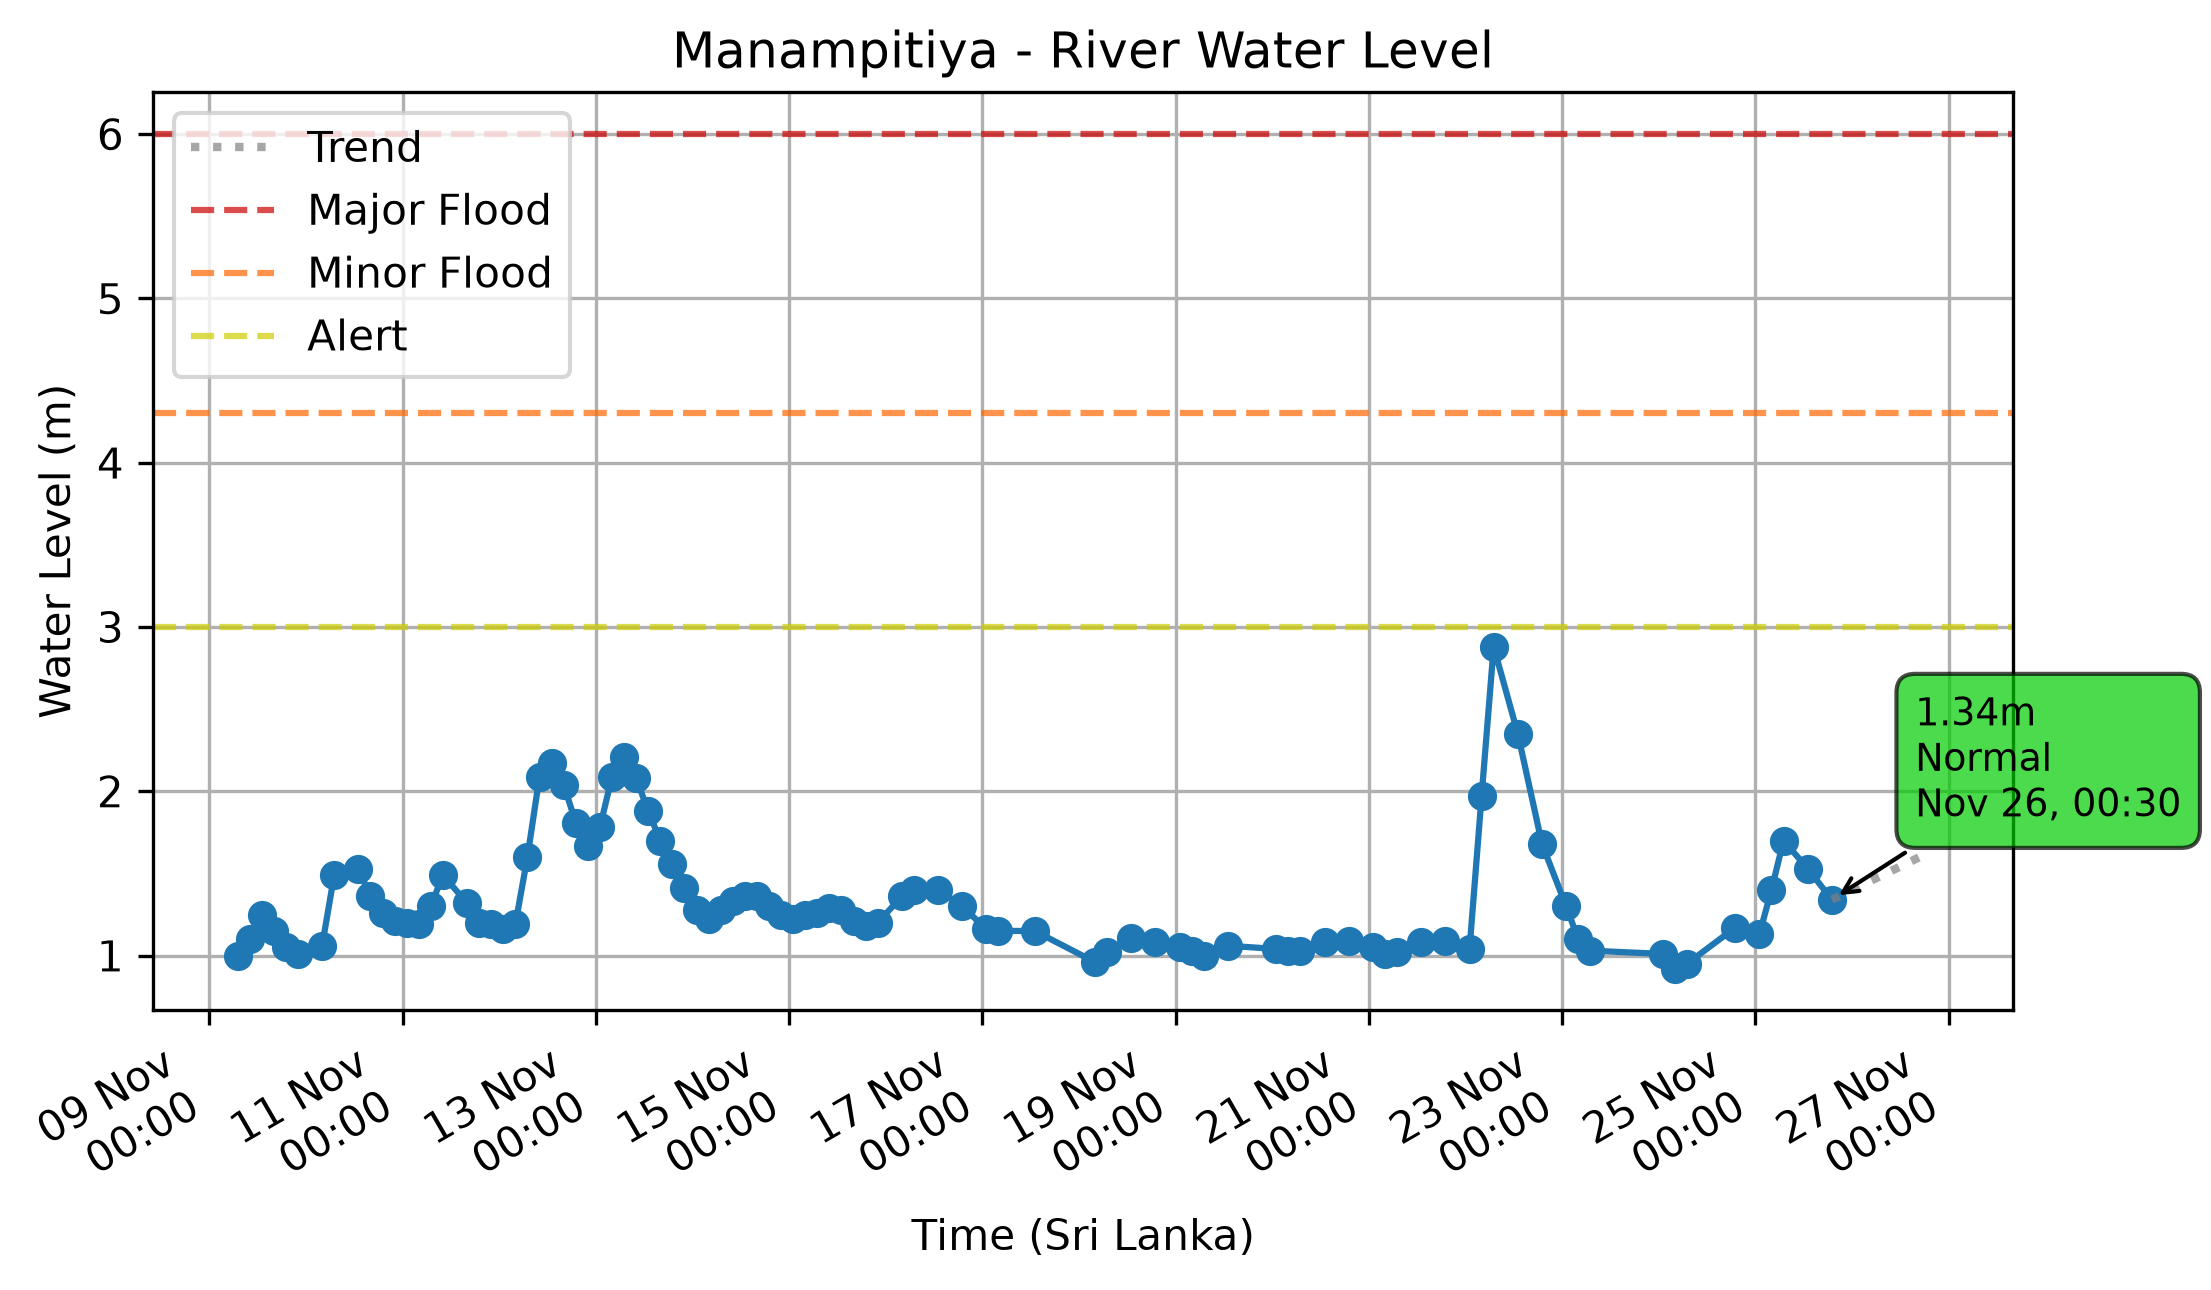 Manampitiya - River Water Level
6
5
4
3
2
1
Water Level (m)
Trend
Major Flood
Minor Flood
Alert
1.34m
Normal
Nov 26, 00:30
09 Nov
00:00
11 Nov
00:00
13 Nov
00:00
15 Nov
00:00
17 Nov
00:00
19 Nov
00:00
21 Nov
00:00
23 Nov
00:00
25 Nov
00:00
27 Nov
00:00
Time (Sri Lanka)